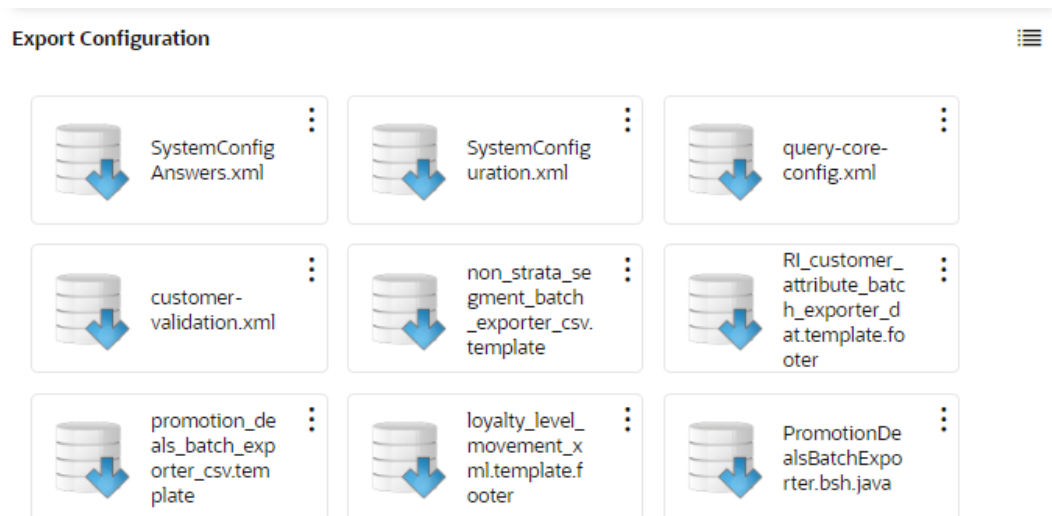 Export Configuration
SystemConfig
Answers.xml
SystemConfig
uration.xml
query-core-
config.xml
customer-
validation.xml
non_strata_se
gment_batch
_exporter_csv.
template
RI_customer_
attribute_batc
h_exporter_d
at.template.fo
oter
promotion_de
als_batch_exp
orter_csv.tem
plate
loyalty_level_
movement_x
ml.template.f
ooter
PromotionDe
alsBatchExpo
rter.bsh.java